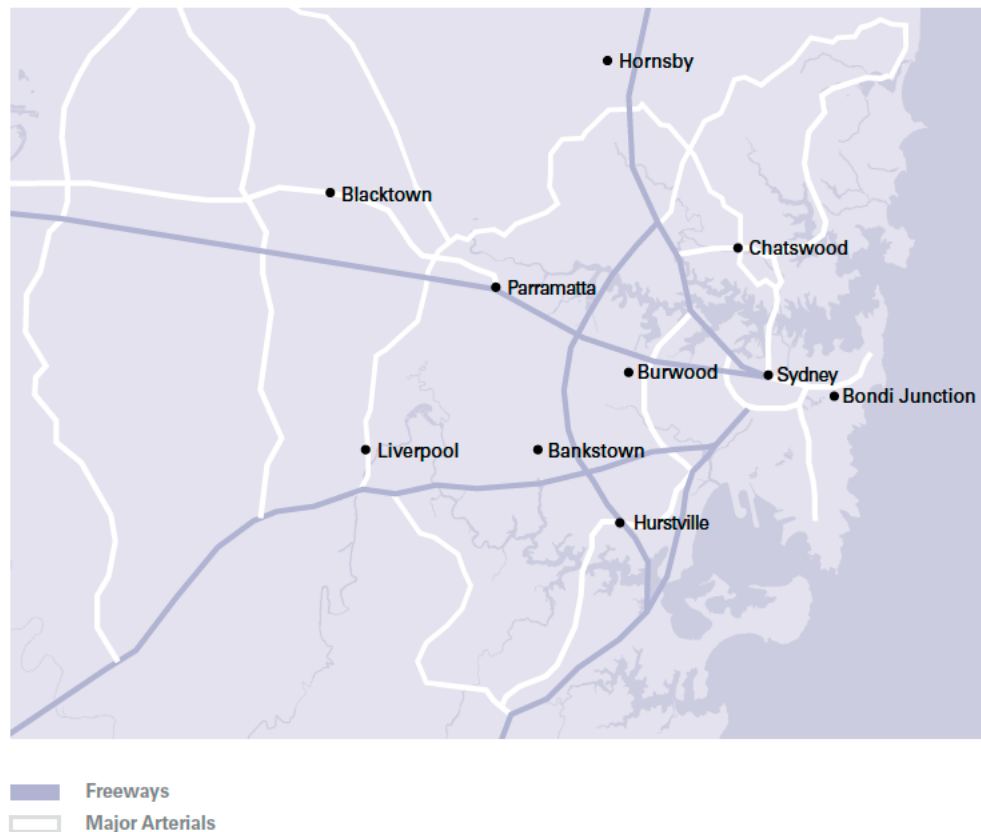 Hornsby
Blacktown
Chatswood
Parramatta
Burwood
Sydney
Bondi Junction
Liverpool
Bankstown
Hurstville
Freeways
Major Arterials